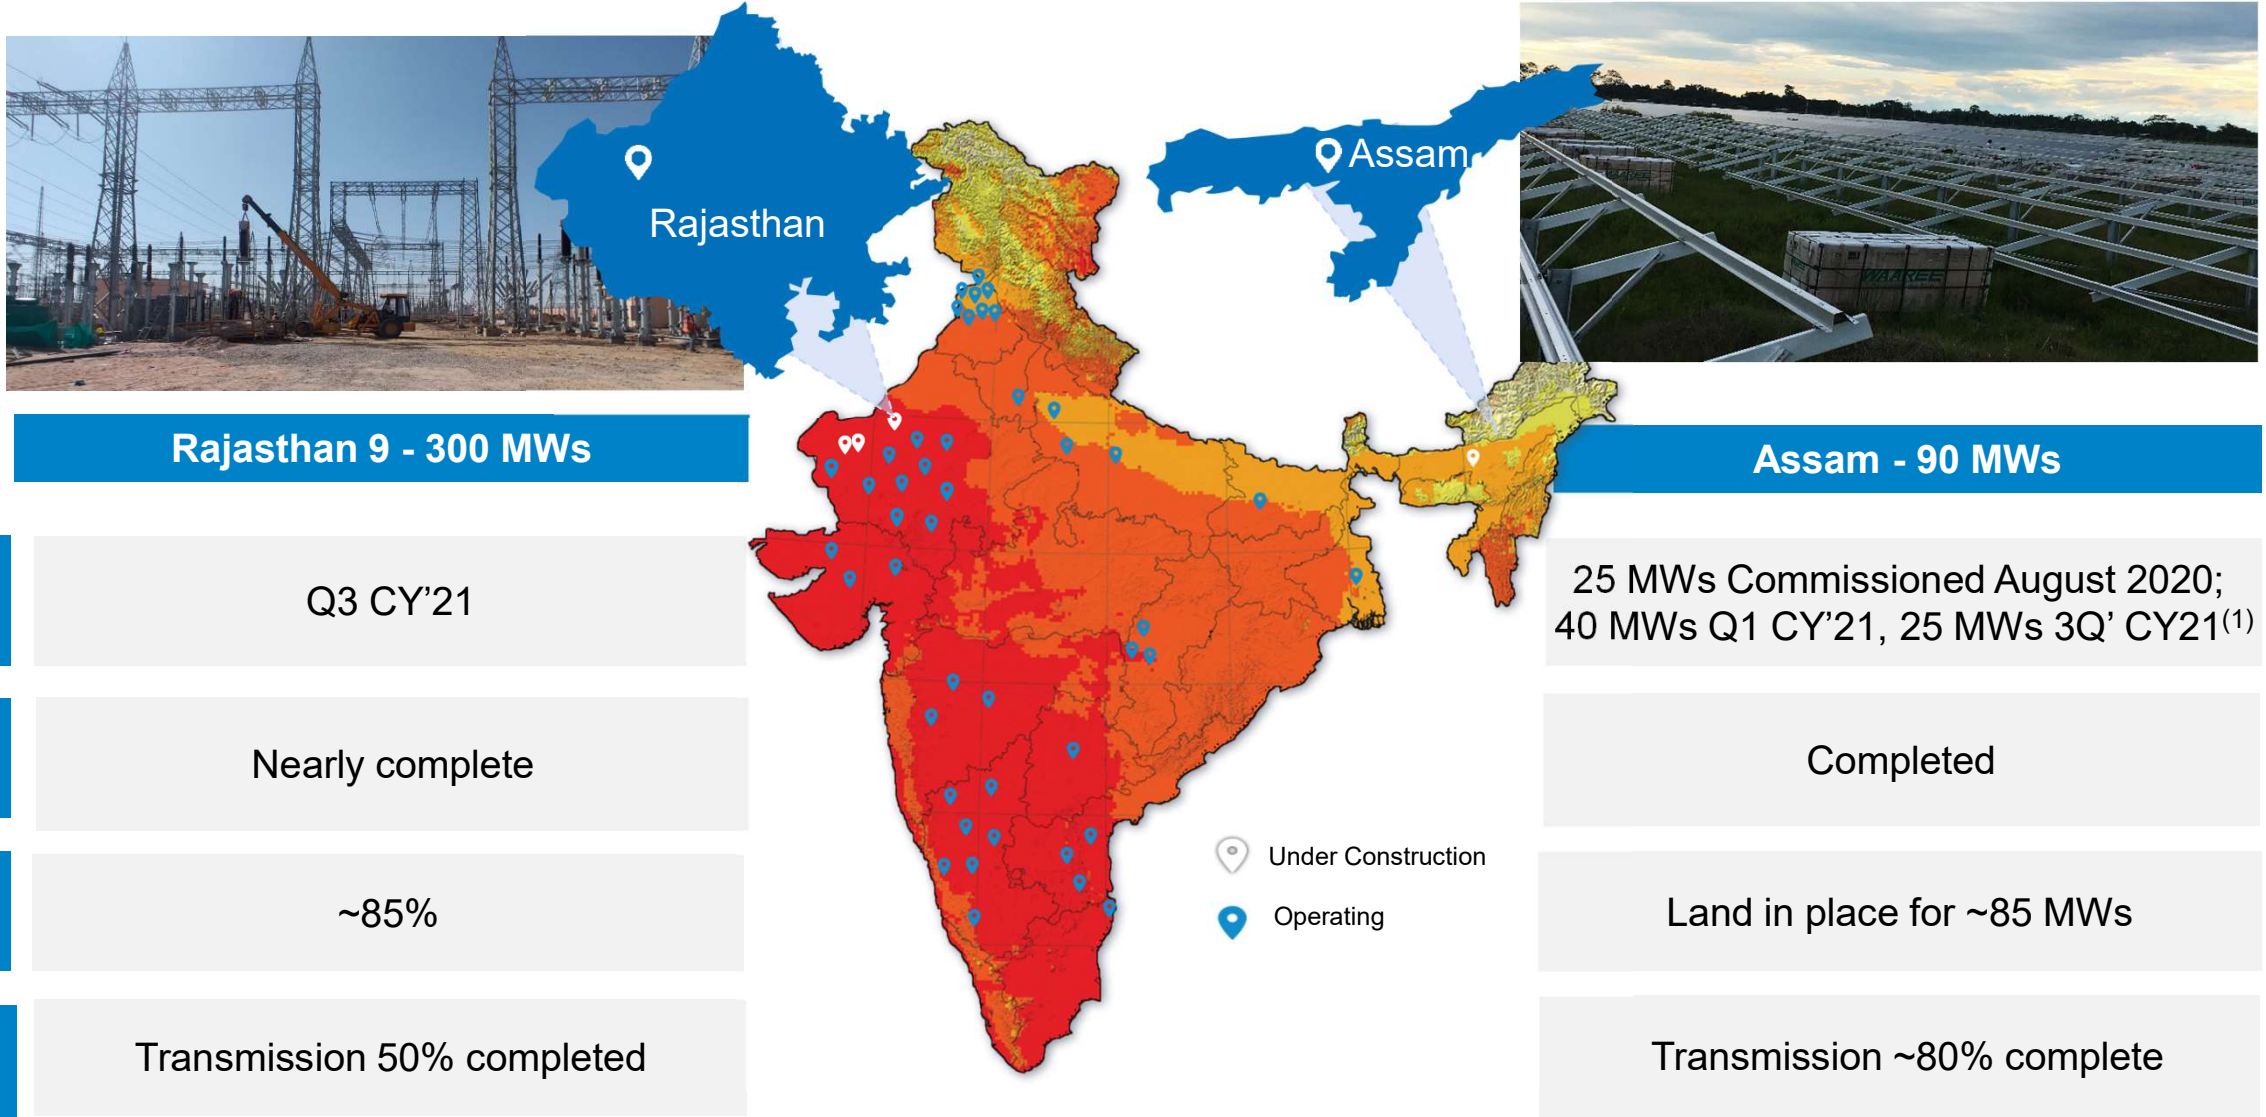 Rajasthan
Assam
WAAREE
Rajasthan 9 - 300 MWs
Q3 CY’21
Nearly complete
~85%
Transmission 50% completed
Under Construction
Operating
Assam - 90 MWs
25 MWs Commissioned August 2020;
40 MWs Q1 CY’21, 25 MWs 3Q’ CY21(1)
Completed
Land in place for ~85 MWs
Transmission ~80% complete